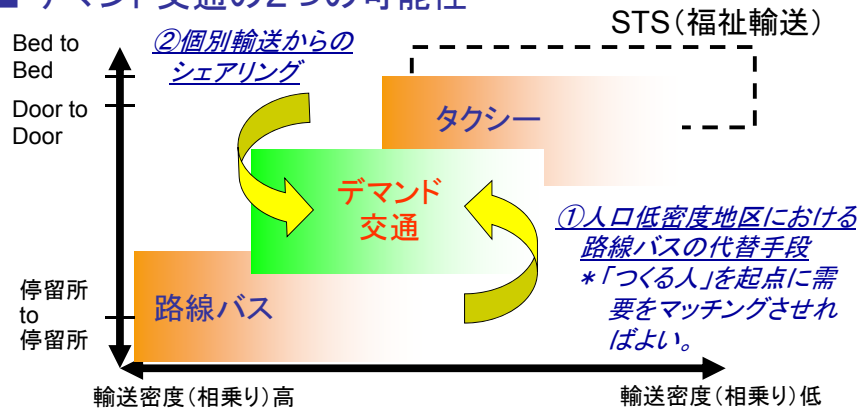 ■ デマンド交通の2つの可能性
STS(福祉輸送)
Bed to
Bed
②個別輸送からの
シェアリング
Door to
Door
タクシー
デマンド
交通
①人口低密度地区における
路線バスの代替手段
*「つくる人」を起点に需
要をマッチングさせれ
ばよい。
停留所
to
停留所
路線バス
輸送密度(相乗り)高
輸送密度(相乗り)低